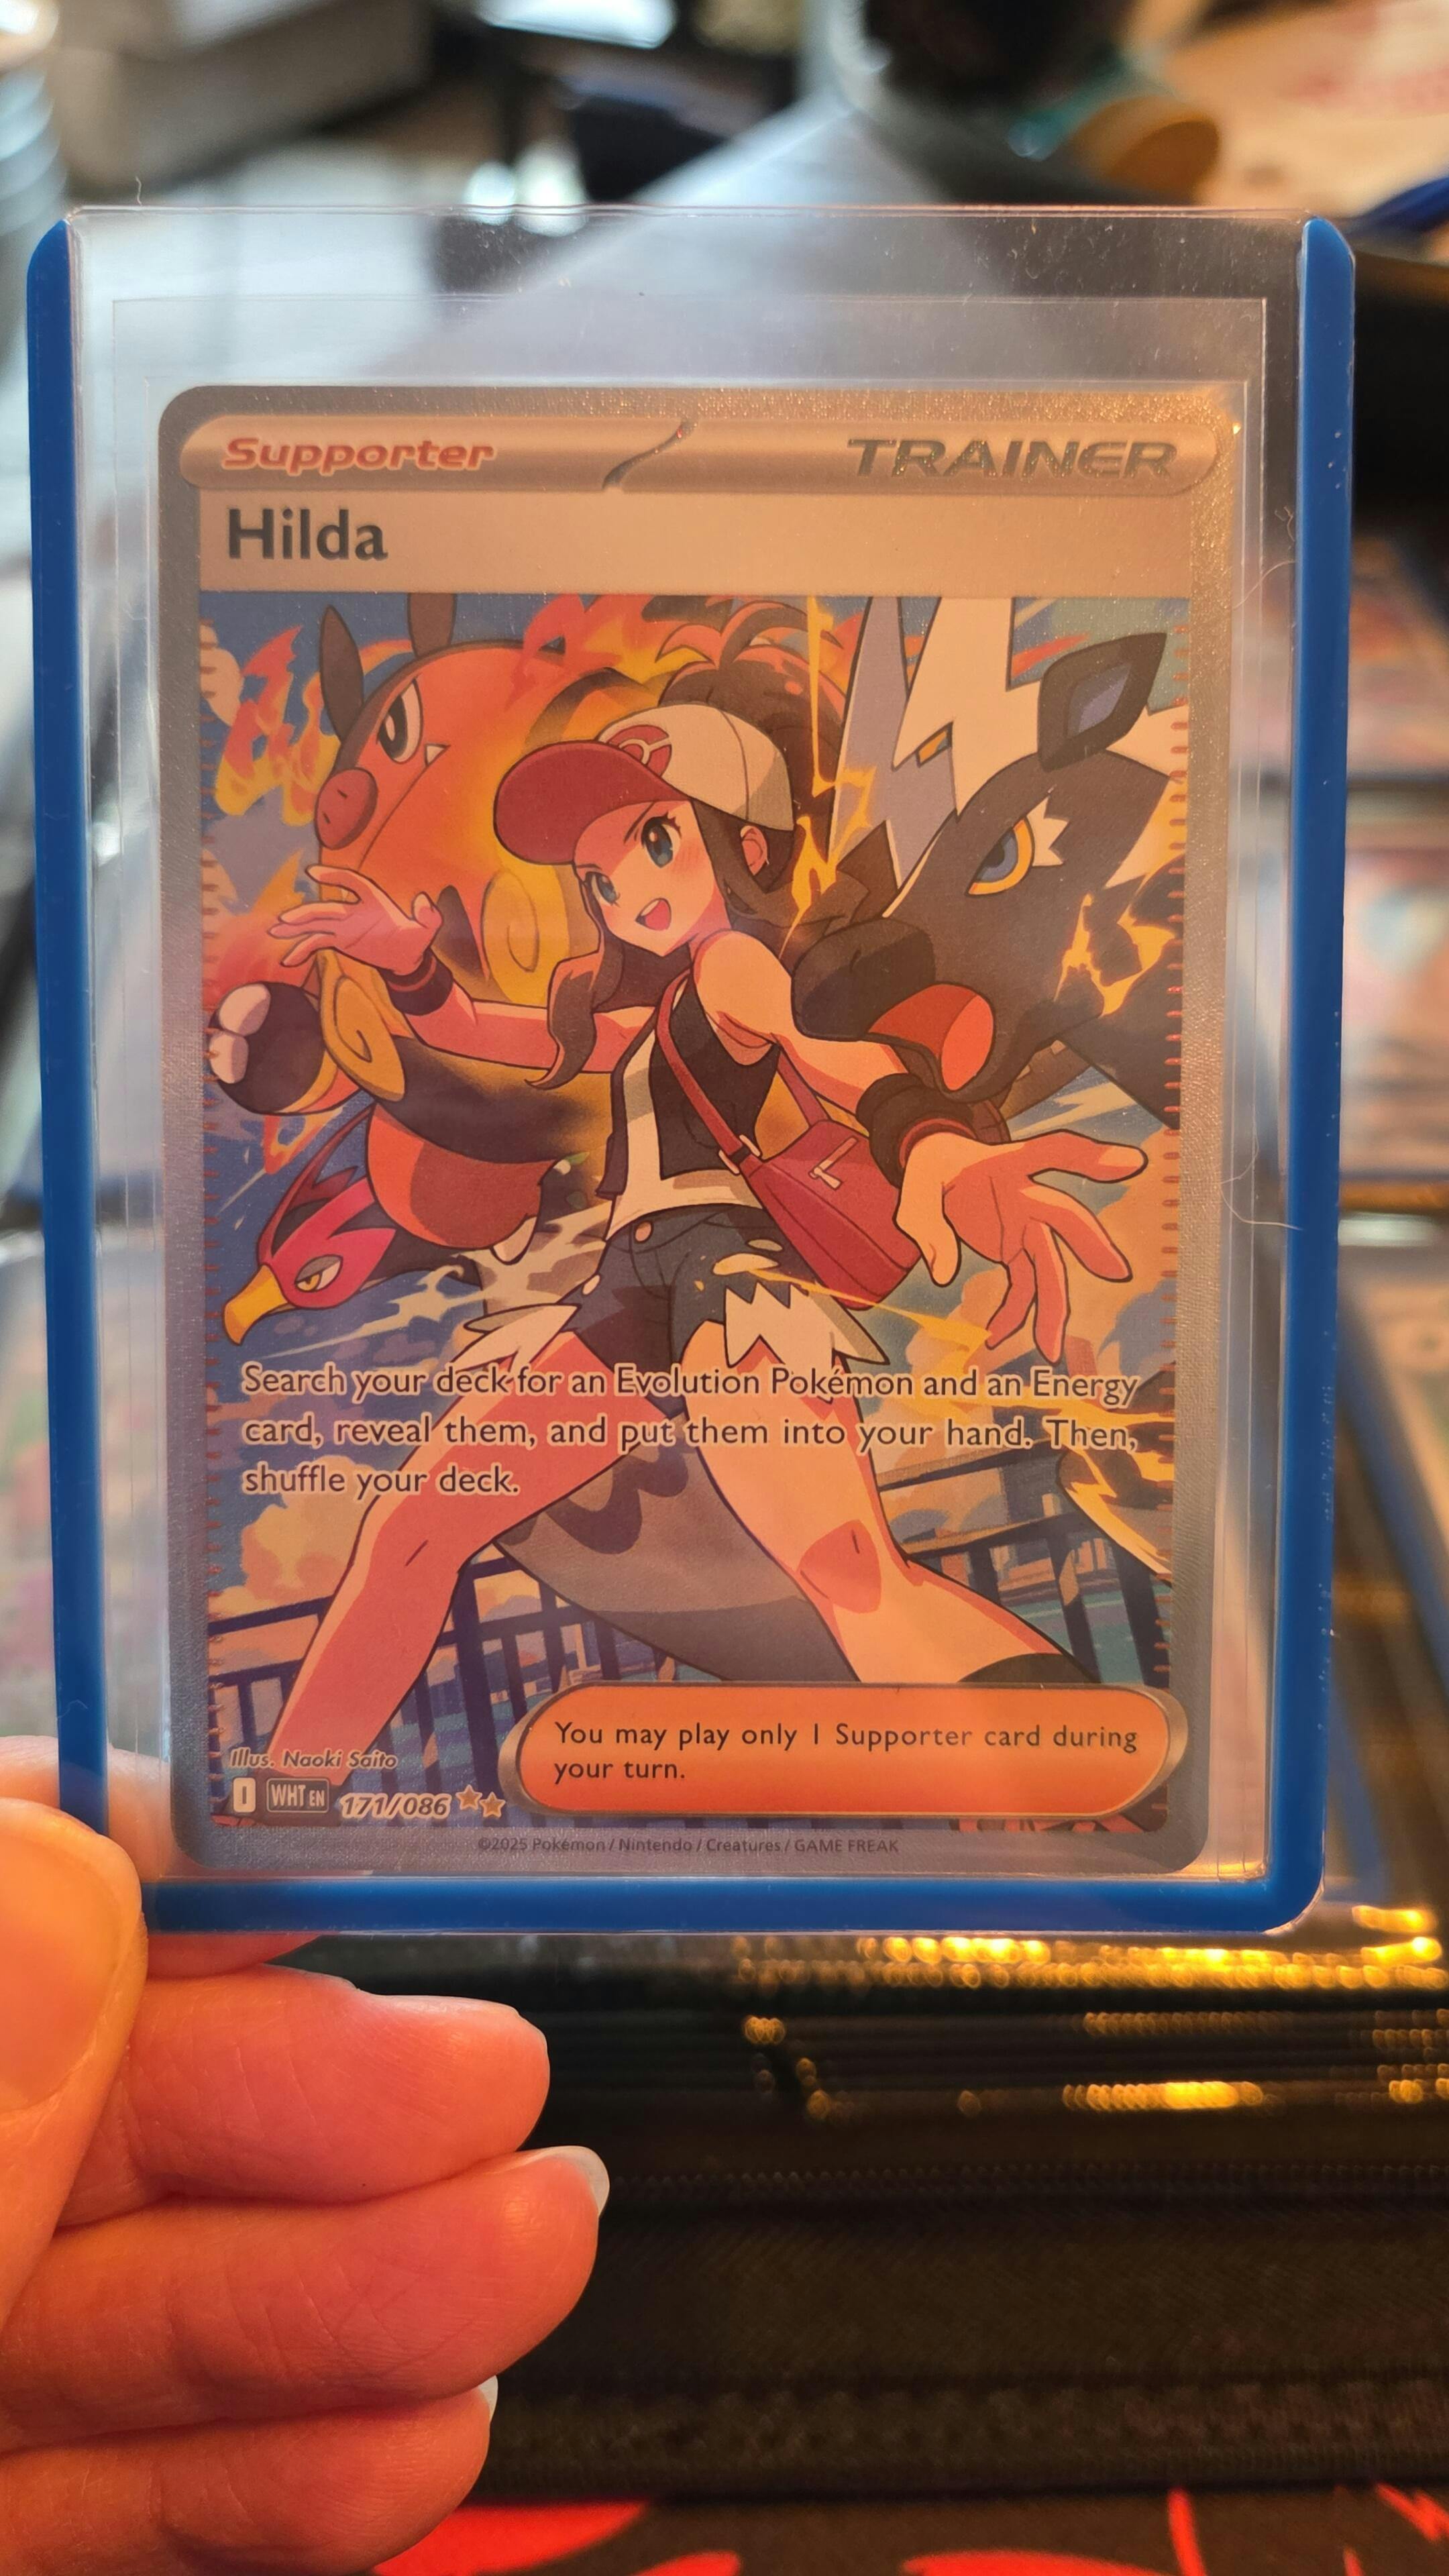 Supporter TRAINER
Hilda
Search your deck for an Evolution Pokémon and an Energy
card, reveal them, and put them into your hand. Then,
shuffle your deck.
You may play only 1 Supporter card during
your turn.
Illus. Naoki Saito
I WHT EN 171/086
©2025 Pokémon / Nintendo / Creatures / GAME FREAK